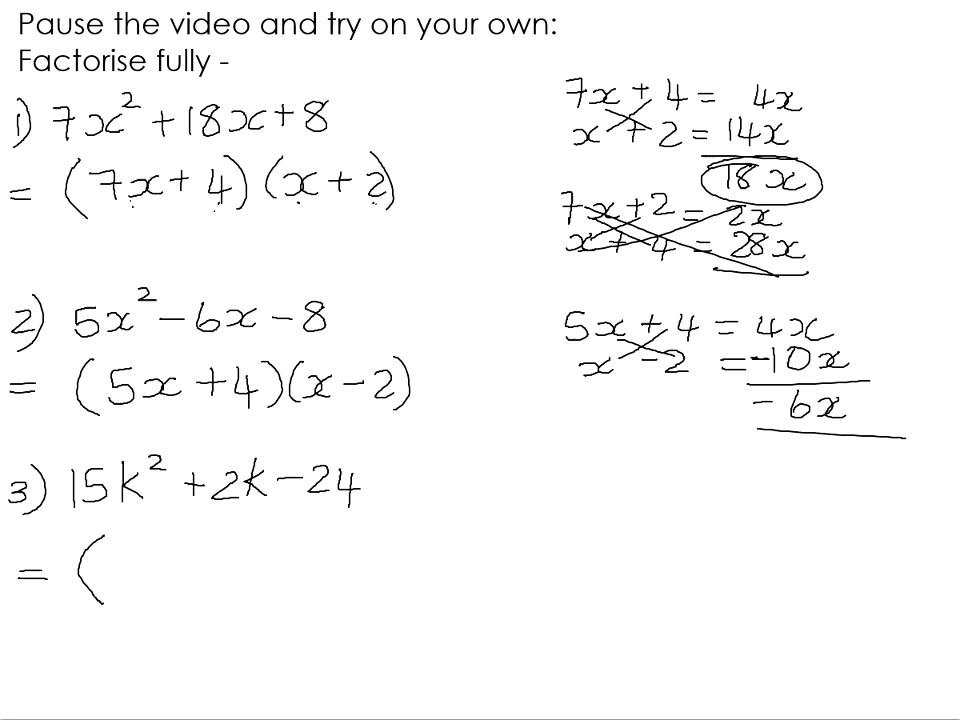 Pause the video and try on your own:
Factorise fully -
1) 7x² + 18x + 8
= (7x + 4) (x + 2)
7x + 4 = 4x
x + 2 = 14x
18x
7x + 2 = 2x
x + 4 = 28x
2) 5x² - 6x - 8
= (5x + 4)(x - 2)
5x + 4 = 4x
x - 2 = -10x
- 6x
3) 15k² + 2k - 24
= (